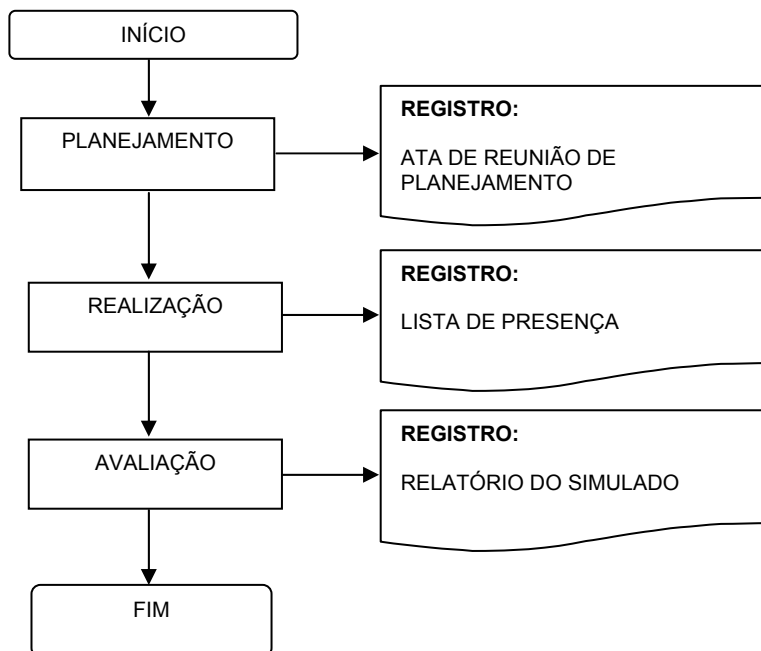 INÍCIO
PLANEJAMENTO
REGISTRO:
ATA DE REUNIÃO DE
PLANEJAMENTO
REALIZAÇÃO
REGISTRO:
LISTA DE PRESENÇA
AVALIAÇÃO
REGISTRO:
RELATÓRIO DO SIMULADO
FIM